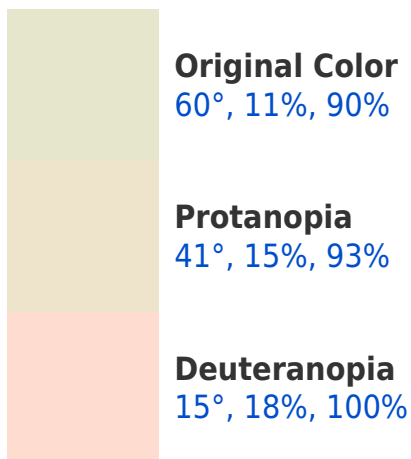 Original Color
60°, 11%, 90%
Protanopia
41°, 15%, 93%
Deuteranopia
15°, 18%, 100%